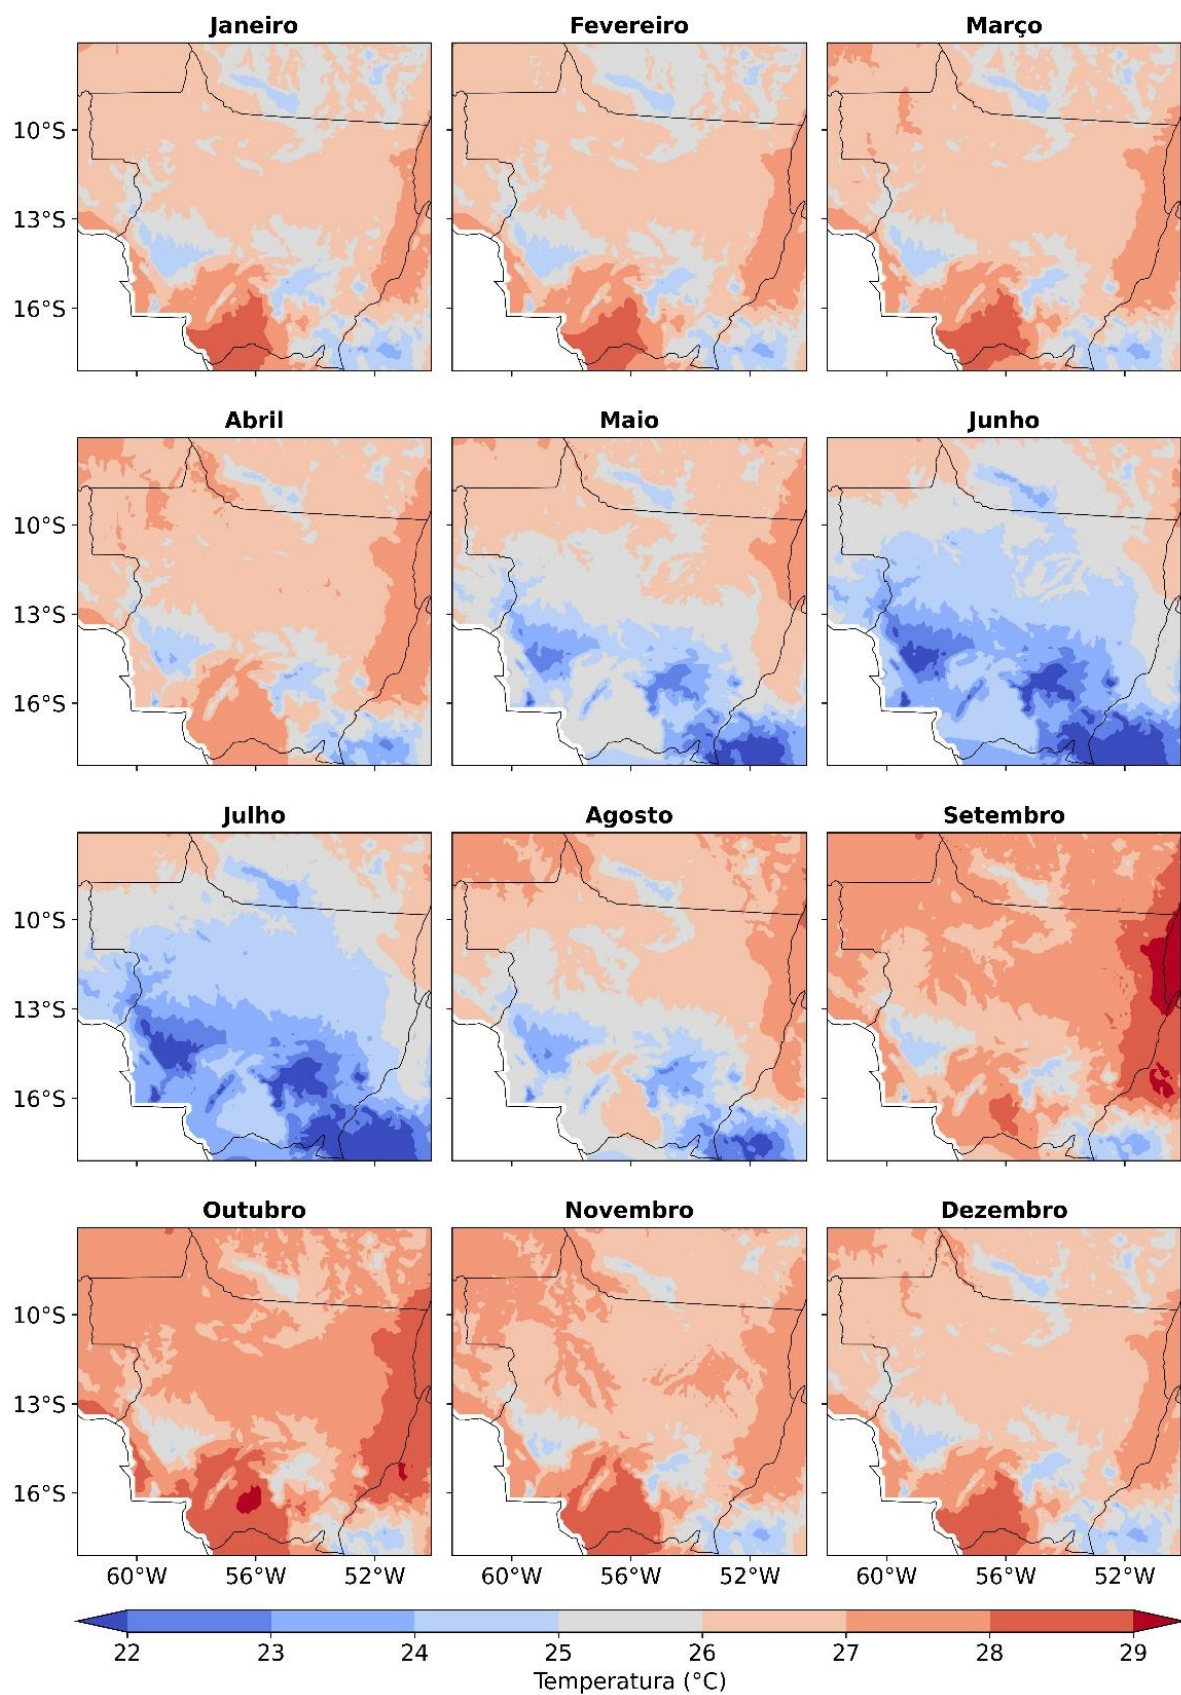 Janeiro Fevereiro Março
10°S
13°S
16°S
Abril Maio Junho
10°S
13°S
16°S
Julho Agosto Setembro
10°S
13°S
16°S
Outubro Novembro Dezembro
10°S
13°S
16°S
60°W 56°W 52°W 60°W 56°W 52°W 60°W 56°W 52°W
22 23 24 25 26 27 28 29
Temperatura (°C)